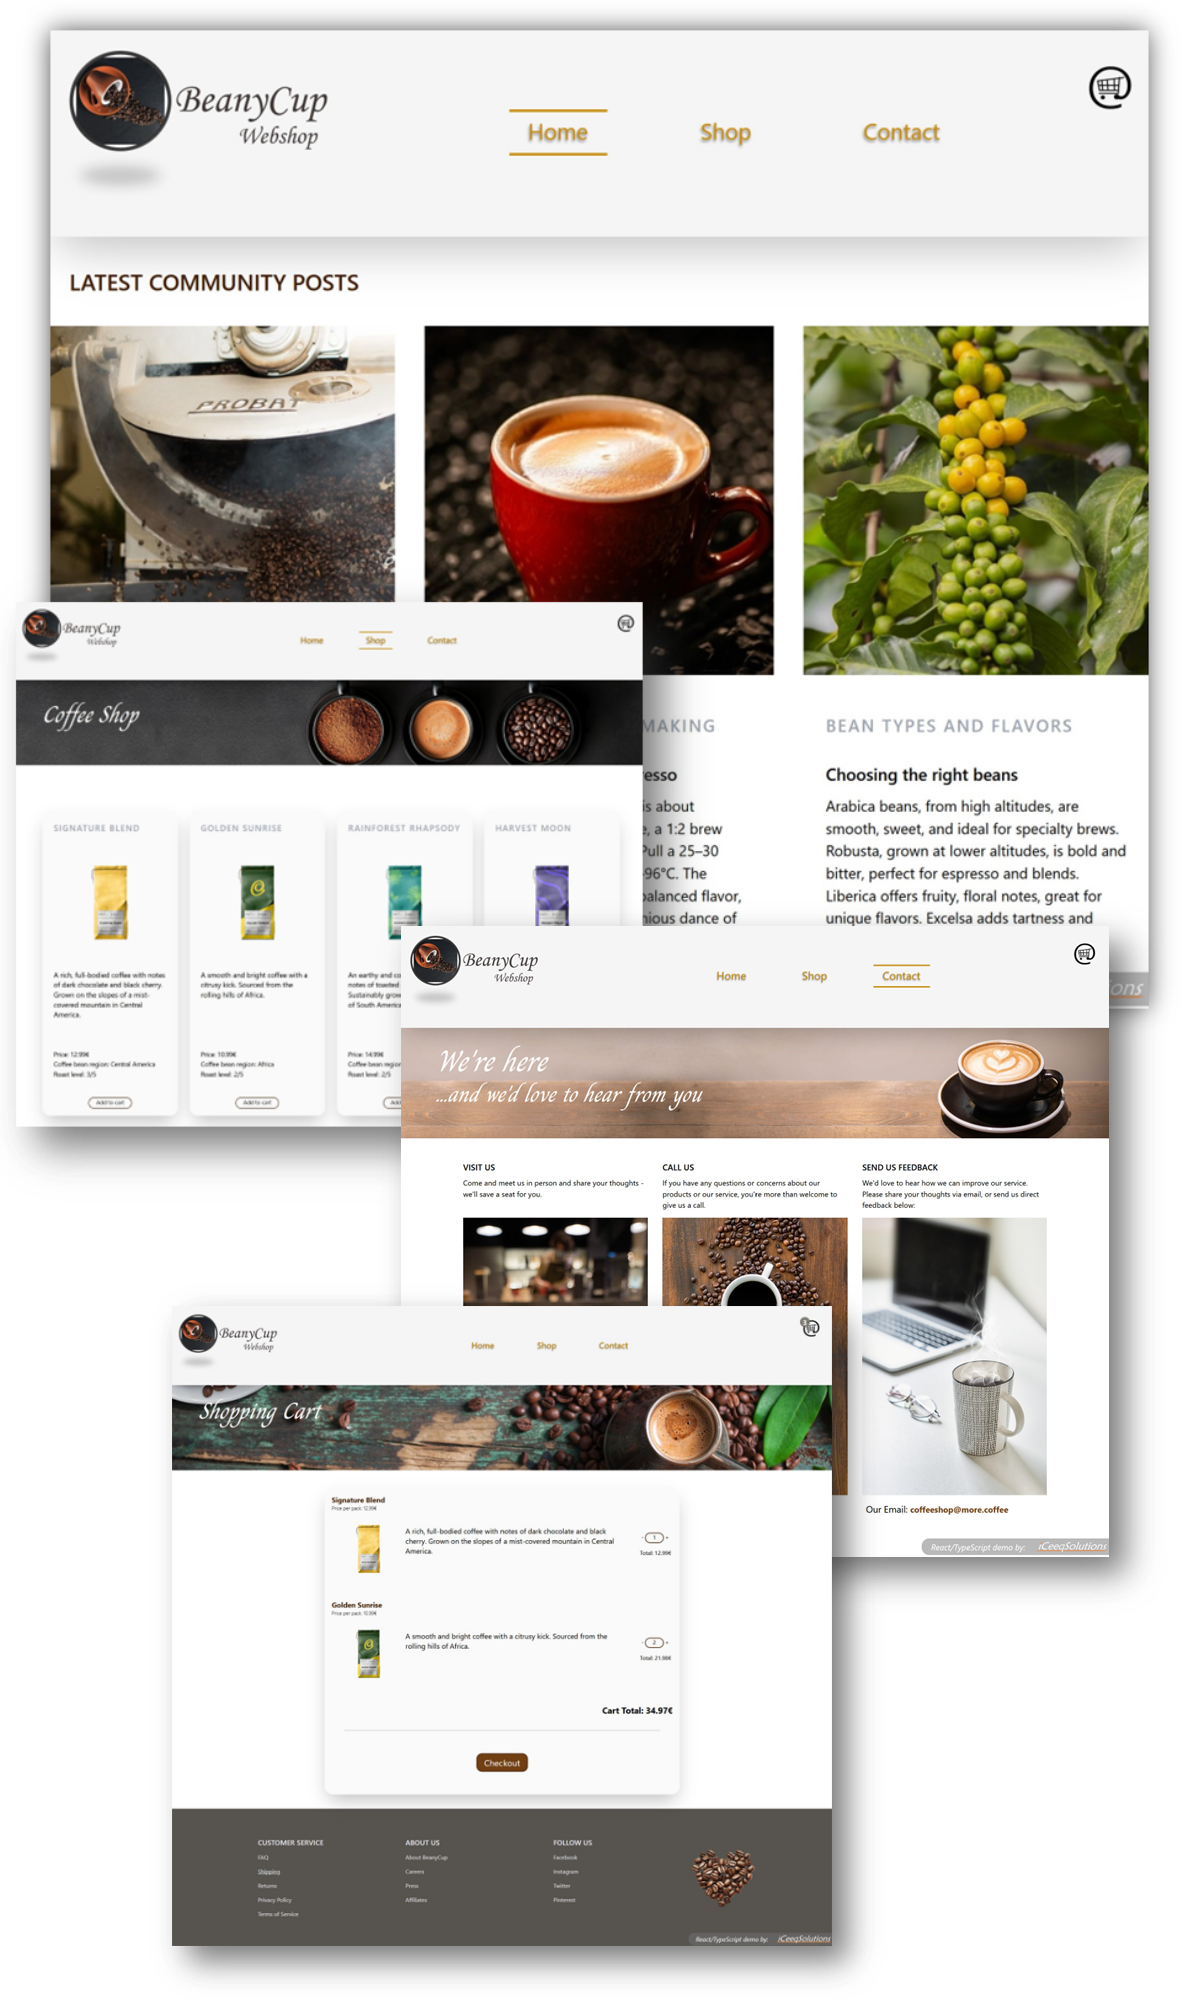 BeanyCup
Webshop
Home
Shop
Contact
LATEST COMMUNITY POSTS
PROBAT
MAKING
BEAN TYPES AND FLAVORS
Choosing the right beans
is about
Arabica beans, from high altitudes, are
, a 1:2 brew
smooth, sweet, and ideal for specialty brews.
Pull a 25–30
Robusta, grown at lower altitudes, is bold and
96°C. The
bitter, perfect for espresso and blends.
balanced flavor,
Liberica offers fruity, floral notes, great for
dance of
unique flavors. Excelsa adds tartness and
BeanyCup
Webshop
Home
Shop
Contact
Coffee Shop
SIGNATURE BLEND
GOLDEN SUNRISE
RAINFOREST RHAPSODY
HARVEST MOON
A rich, full-bodied coffee with notes
of dark chocolate and black cherry.
Grown on the slopes of a mist-
covered mountain in Central
America.
Price: 12.99€
Coffee bean region: Central America
Roast level: 3/5
Add to cart
A smooth and bright coffee with a
citrusy kick. Sourced from the
rolling hills of Africa.
Price: 10.99€
Coffee bean region: Africa
Roast level: 2/5
Add to cart
An earthy and
notes of toasted
Sustainably
of South America
Price: 14.99€
Coffee bean
Roast level: 2/5
BeanyCup
Webshop
Home
Shop
Contact
We're here
...and we'd love to hear from you
VISIT US
Come and meet us in person and share your thoughts -
we'll save a seat for you.
CALL US
If you have any questions or concerns about our
products or our service, you're more than welcome to
give us a call.
SEND US FEEDBACK
We'd love to hear how we can improve our service.
Please share your thoughts via email, or send us direct
feedback below:
Our Email: coffeeshop@more.coffee
React/TypeScript demo by: iCeeqSolutions
BeanyCup
Webshop
Home
Shop
Contact
3
Shopping Cart
Signature Blend
Price per pack: 12.99€
A rich, full-bodied coffee with notes of dark chocolate and black
cherry. Grown on the slopes of a mist-covered mountain in Central
America.
- 1 +
Total: 12.99€
Golden Sunrise
Price per pack: 10.99€
A smooth and bright coffee with a citrusy kick. Sourced from the
rolling hills of Africa.
- 2 +
Total: 21.98€
Cart Total: 34.97€
Checkout
CUSTOMER SERVICE
FAQ
Shipping
Returns
Privacy Policy
Terms of Service
ABOUT US
About BeanyCup
Careers
Press
Affiliates
FOLLOW US
Facebook
Instagram
Twitter
Pinterest
React/TypeScript demo by: iCeeqSolutions